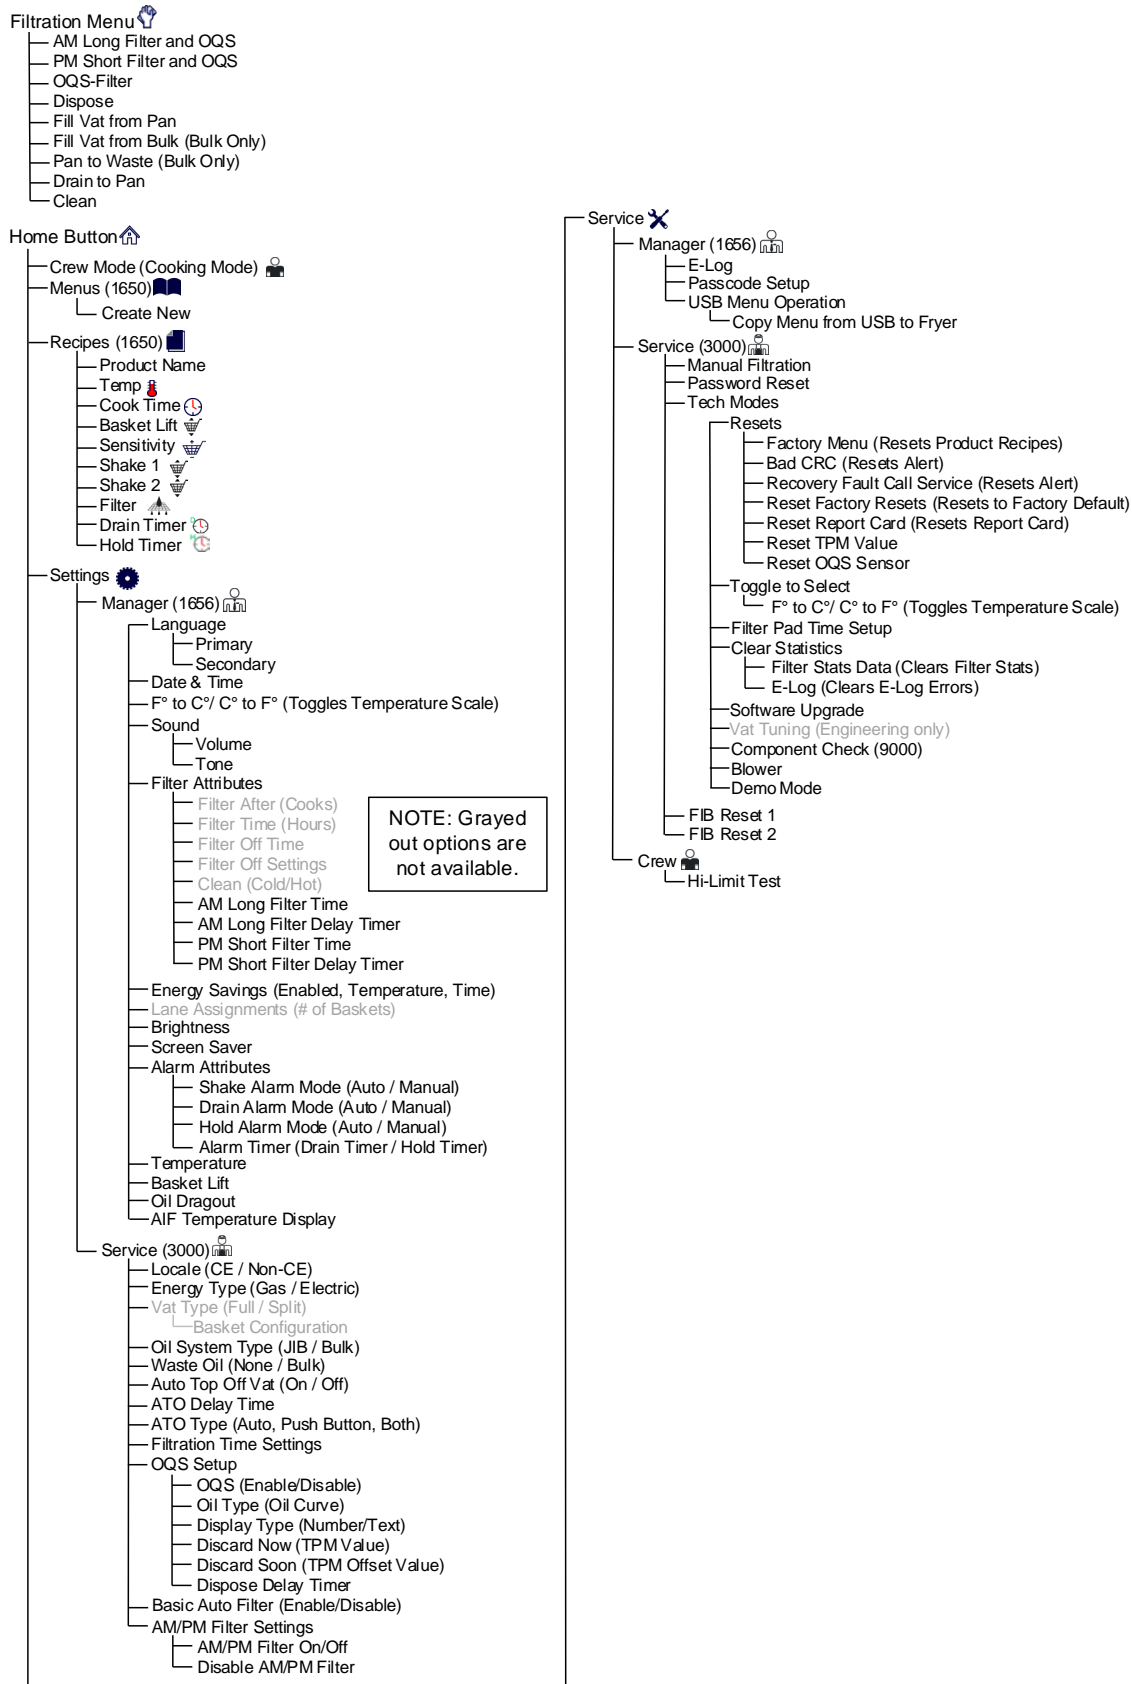 Filtration Menu
AM Long Filter and OQS
PM Short Filter and OQS
OQS-Filter
Dispose
Fill Vat from Pan
Fill Vat from Bulk (Bulk Only)
Pan to Waste (Bulk Only)
Drain to Pan
Clean
Home Button
Crew Mode (Cooking Mode)
Menus (1650)
Create New
Recipes (1650)
Product Name
Temp
Cook Time
Basket Lift
Sensitivity
Shake 1
Shake 2
Filter
Drain Timer
Hold Timer
Settings
Manager (1656)
Language
Primary
Secondary
Date & Time
F° to C°/ C° to F° (Toggles Temperature Scale)
Sound
Volume
Tone
Filter Attributes
Filter After (Cooks)
Filter Time (Hours)
Filter Off Time
Filter Off Settings
Clean (Cold/Hot)
AM Long Filter Time
AM Long Filter Delay Timer
PM Short Filter Time
PM Short Filter Delay Timer
NOTE: Grayed
out options are
not available.
Energy Savings (Enabled, Temperature, Time)
Lane Assignments (# of Baskets)
Brightness
Screen Saver
Alarm Attributes
Shake Alarm Mode (Auto / Manual)
Drain Alarm Mode (Auto / Manual)
Hold Alarm Mode (Auto / Manual)
Alarm Timer (Drain Timer / Hold Timer)
Temperature
Basket Lift
Oil Dragout
AIF Temperature Display
Service (3000)
Locale (CE / Non-CE)
Energy Type (Gas / Electric)
Vat Type (Full / Split)
Basket Configuration
Oil System Type (JIB / Bulk)
Waste Oil (None / Bulk)
Auto Top Off Vat (On / Off)
ATO Delay Time
ATO Type (Auto, Push Button, Both)
Filtration Time Settings
OQS Setup
OQS (Enable/Disable)
Oil Type (Oil Curve)
Display Type (Number/Text)
Discard Now (TPM Value)
Discard Soon (TPM Offset Value)
Dispose Delay Timer
Basic Auto Filter (Enable/Disable)
AM/PM Filter Settings
AM/PM Filter On/Off
Disable AM/PM Filter
Service
Manager (1656)
E-Log
Passcode Setup
USB Menu Operation
Copy Menu from USB to Fryer
Service (3000)
Manual Filtration
Password Reset
Tech Modes
Resets
Factory Menu (Resets Product Recipes)
Bad CRC (Resets Alert)
Recovery Fault Call Service (Resets Alert)
Reset Factory Resets (Resets to Factory Default)
Reset Report Card (Resets Report Card)
Reset TPM Value
Reset OQS Sensor
Toggle to Select
F° to C°/ C° to F° (Toggles Temperature Scale)
Filter Pad Time Setup
Clear Statistics
Filter Stats Data (Clears Filter Stats)
E-Log (Clears E-Log Errors)
Software Upgrade
Vat Tuning (Engineering only)
Component Check (9000)
Blower
Demo Mode
FIB Reset 1
FIB Reset 2
Crew
Hi-Limit Test